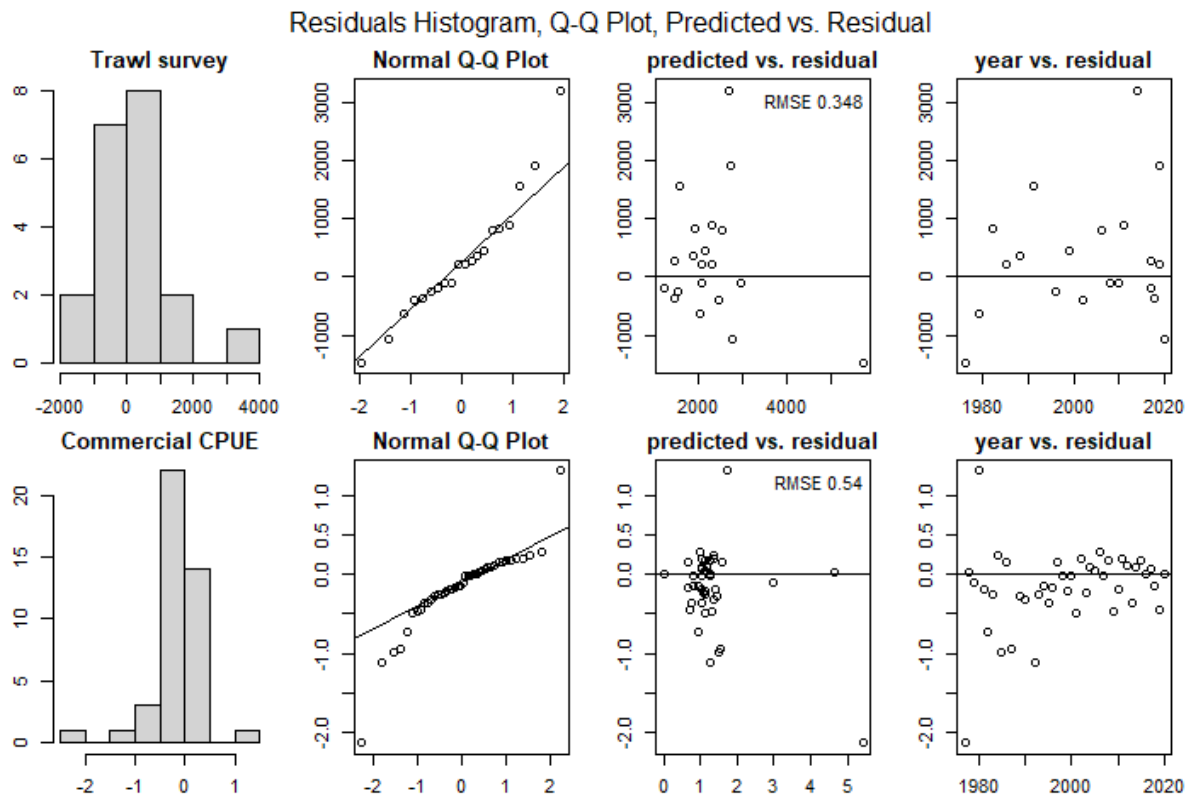 Residuals Histogram, Q-Q Plot, Predicted vs. Residual
Trawl survey
0 2 4 6 8
-2000 0 2000 4000
Normal Q-Q Plot
-1000 0 1000 2000 3000
-2 -1 0 1 2
predicted vs. residual
RMSE 0.348
-1000 0 1000 2000 3000
2000 4000
year vs. residual
-1000 0 1000 2000 3000
1980 2000 2020
Commercial CPUE
0 5 10 15 20
-2 -1 0 1
Normal Q-Q Plot
-2.0 -1.0 0.0 0.5 1.0
-2 -1 0 1 2
predicted vs. residual
RMSE 0.54
-2.0 -1.0 0.0 0.5 1.0
0 1 2 3 4 5
year vs. residual
-2.0 -1.0 0.0 0.5 1.0
1980 2000 2020